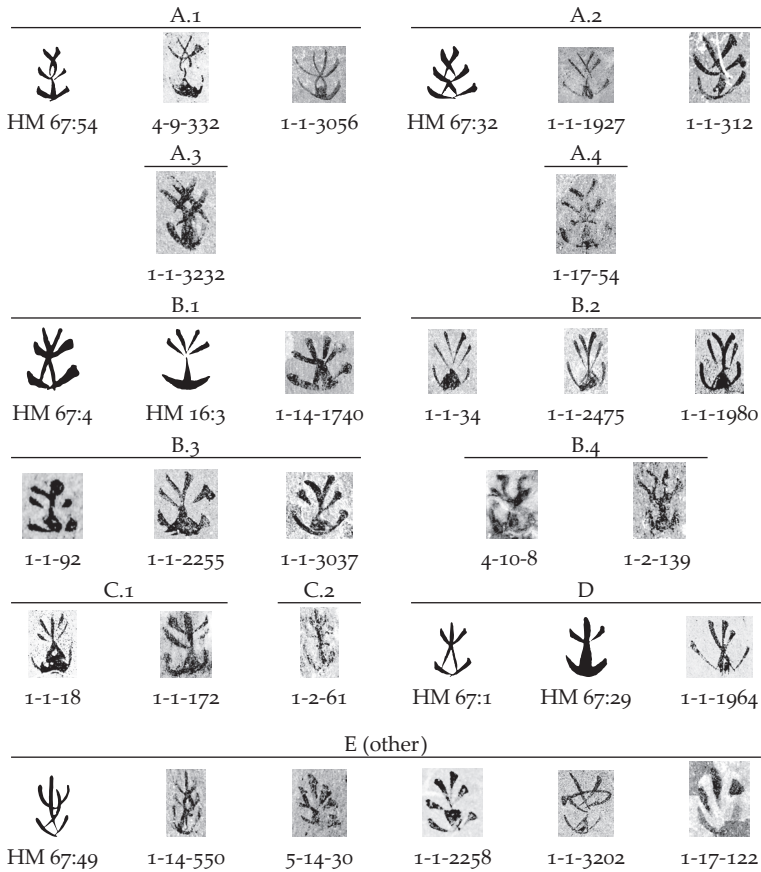 A.1 A.2
HM 67:54 4-9-332 1-1-3056 HM 67:32 1-1-1927 1-1-312
A.3 A.4
1-1-3232 1-17-54
B.1 B.2
HM 67:4 HM 16:3 1-14-1740 1-1-34 1-1-2475 1-1-1980
B.3 B.4
1-1-92 1-1-2255 1-1-3037 4-10-8 1-2-139
C.1 C.2 D
1-1-18 1-1-172 1-2-61 HM 67:1 HM 67:29 1-1-1964
E (other)
HM 67:49 1-14-550 5-14-30 1-1-2258 1-1-3202 1-17-122